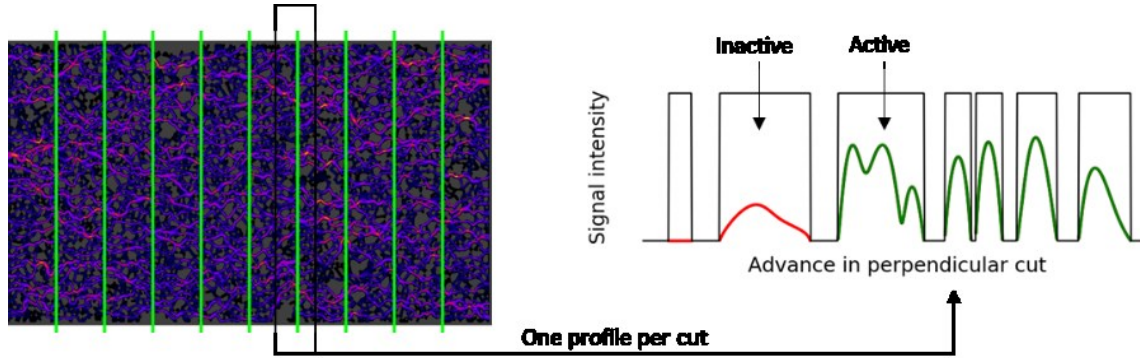 Inactive
Active
Signal intensity
Advance in perpendicular cut
One profile per cut